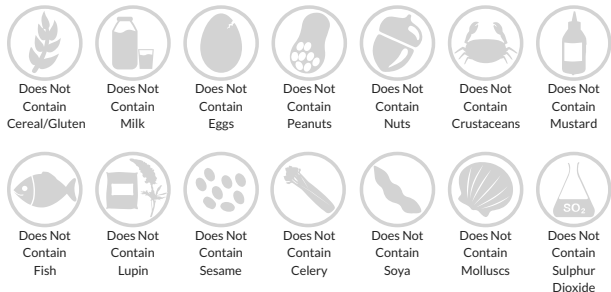 Does Not
Contain
Cereal/Gluten
Does Not
Contain
Milk
Does Not
Contain
Eggs
Does Not
Contain
Peanuts
Does Not
Contain
Nuts
Does Not
Contain
Crustaceans
Does Not
Contain
Mustard
Does Not
Contain
Fish
Does Not
Contain
Lupin
Does Not
Contain
Sesame
Does Not
Contain
Celery
Does Not
Contain
Soya
Does Not
Contain
Molluscs
SO₂
Does Not
Contain
Sulphur
Dioxide